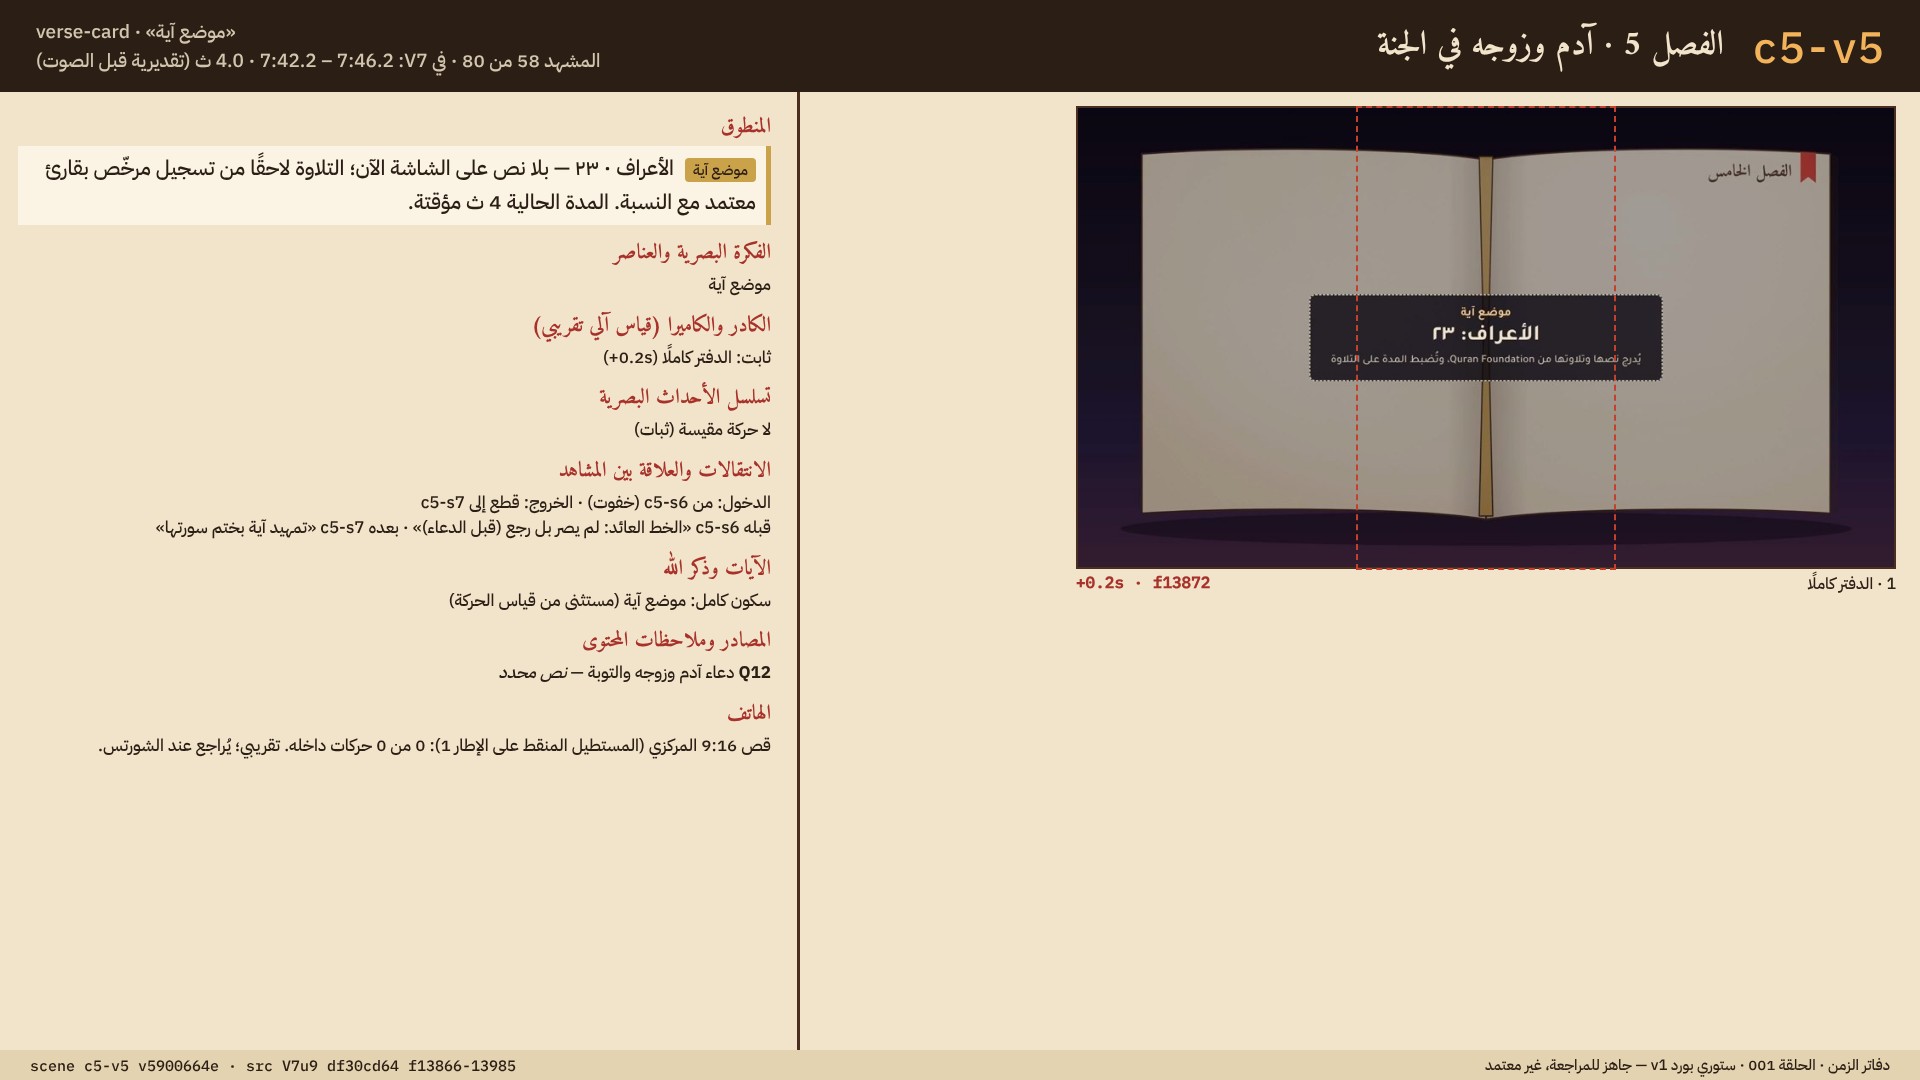 c5-v5 الفصل 5 · آدم وزوجه في الجنة
«موضع آية» · verse-card
المشهد 58 من 80 · في V7: 7:42.2 – 7:46.2 · 4.0 ث (تقديرية قبل الصوت)
الفصل الخامس
موضع آية
الأعراف: ٢٣
يُدرج نصها وتلاوتها من Quran Foundation، وتُضبط المدة على التلاوة
1 · الدفتر كاملًا
+0.2s · f13872
المنطوق
موضع آية الأعراف · ٢٣ — بلا نص على الشاشة الآن؛ التلاوة لاحقًا من تسجيل مرخّص بقارئ
معتمد مع النسبة. المدة الحالية 4 ث مؤقتة.
الفكرة البصرية والعناصر
موضع آية
الكادر والكاميرا (قياس آلي تقريبي)
ثابت: الدفتر كاملًا (+0.2s)
تسلسل الأحداث البصرية
لا حركة مقيسة (ثبات)
الانتقالات والعلاقة بين المشاهد
الدخول: من c5-s6 (خفوت) · الخروج: قطع إلى c5-s7
قبله c5-s6 «الخط العائد: لم يصر بل رجع (قبل الدعاء)» · بعده c5-s7 «تمهيد آية بختم سورتها»
الآيات وذكر الله
سكون كامل: موضع آية (مستثنى من قياس الحركة)
المصادر وملاحظات المحتوى
Q12 دعاء آدم وزوجه والتوبة — نص محدد
الهاتف
قص 9:16 المركزي (المستطيل المنقط على الإطار 1): 0 من 0 حركات داخله. تقريبي؛ يُراجع عند الشورتس.
دفاتر الزمن · الحلقة 001 · ستوري بورد v1 — جاهز للمراجعة، غير معتمد
scene c5-v5 v5900664e · src V7u9 df30cd64 f13866-13985